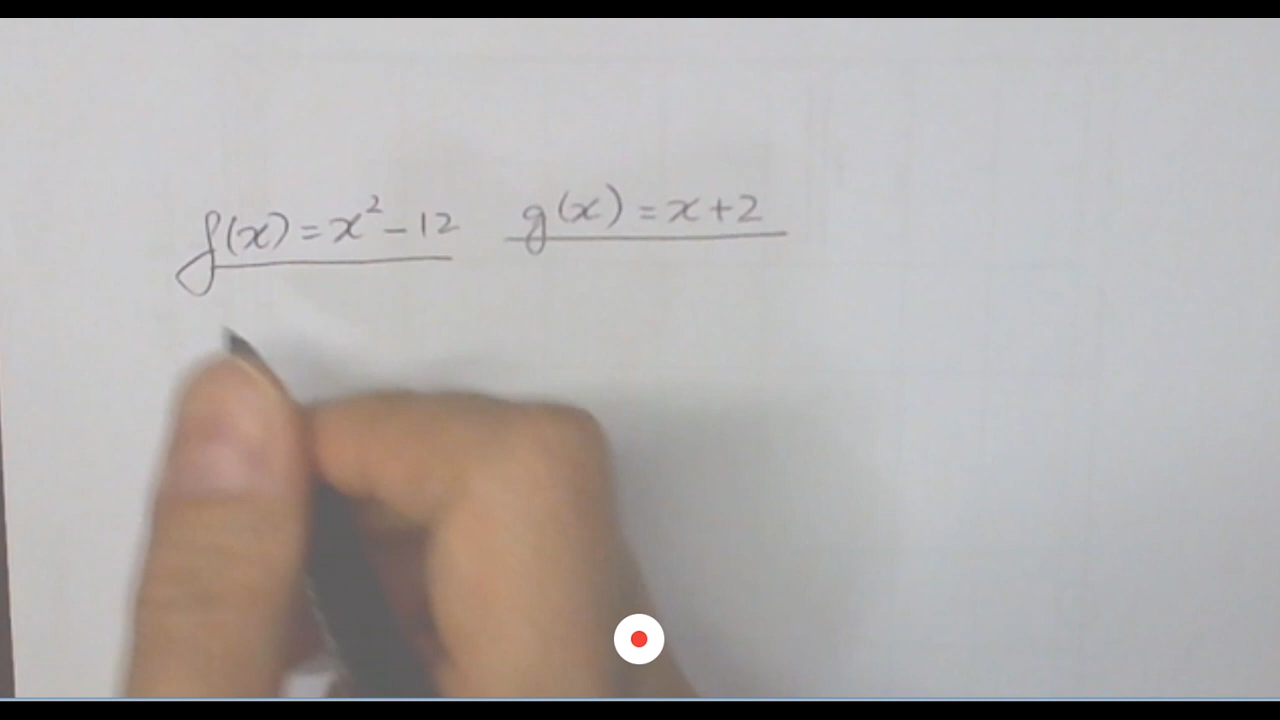 f(x) = x² - 12 g(x) = x + 2